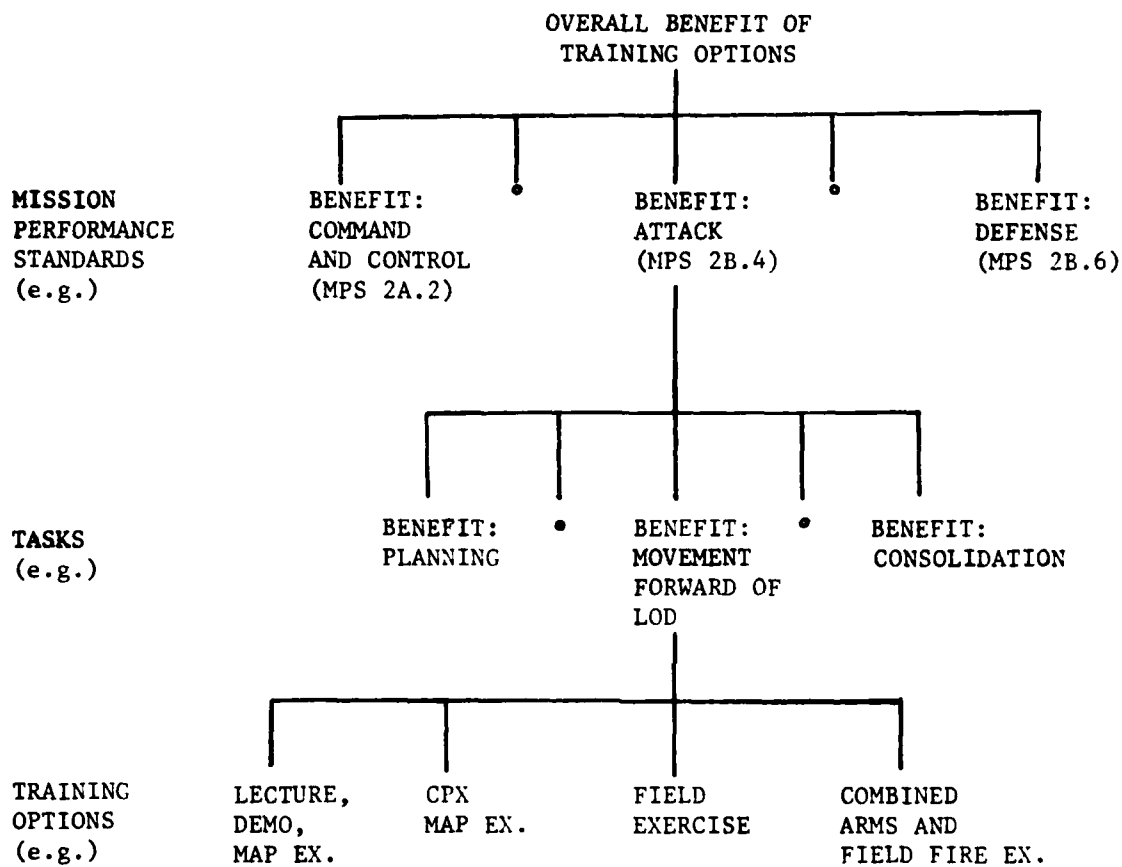 OVERALL BENEFIT OF
TRAINING OPTIONS
MISSION
PERFORMANCE
STANDARDS
(e.g.)
BENEFIT:
COMMAND
AND CONTROL
(MPS 2A.2)
BENEFIT:
ATTACK
(MPS 2B.4)
BENEFIT:
DEFENSE
(MPS 2B.6)
TASKS
(e.g.)
BENEFIT:
PLANNING
BENEFIT:
MOVEMENT
FORWARD OF
LOD
BENEFIT:
CONSOLIDATION
TRAINING
OPTIONS
(e.g.)
LECTURE,
DEMO,
MAP EX.
CPX
MAP EX.
FIELD
EXERCISE
COMBINED
ARMS AND
FIELD FIRE EX.